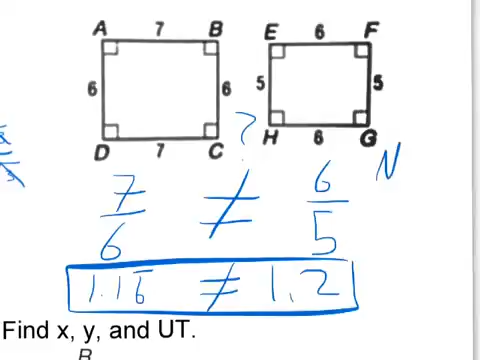 A 7 B E 6 F
6 6 5 5
D 7 C H 6 G
? N
7/6 ≠ 6/5
1.16 ≠ 1.2
Find x, y, and UT.
R